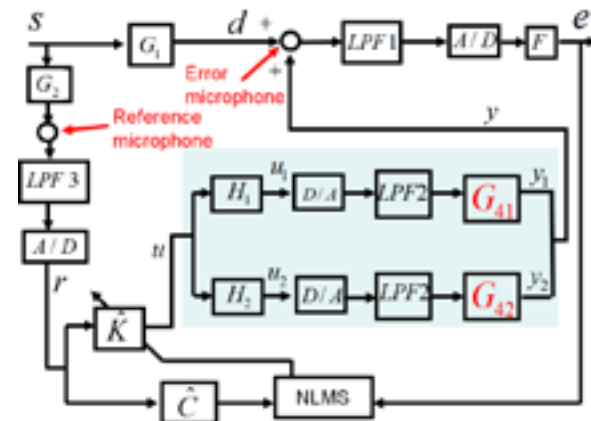 s
G₁
d
+
LPF1
A/D
F
e
Error
microphone
+
G₂
Reference
microphone
y
LPF 3
H₁
u₁
D/A
LPF2
G₄₁
y₁
A/D
u
r
H₂
u₂
D/A
LPF2
G₄₂
y₂
K̂
Ĉ
NLMS